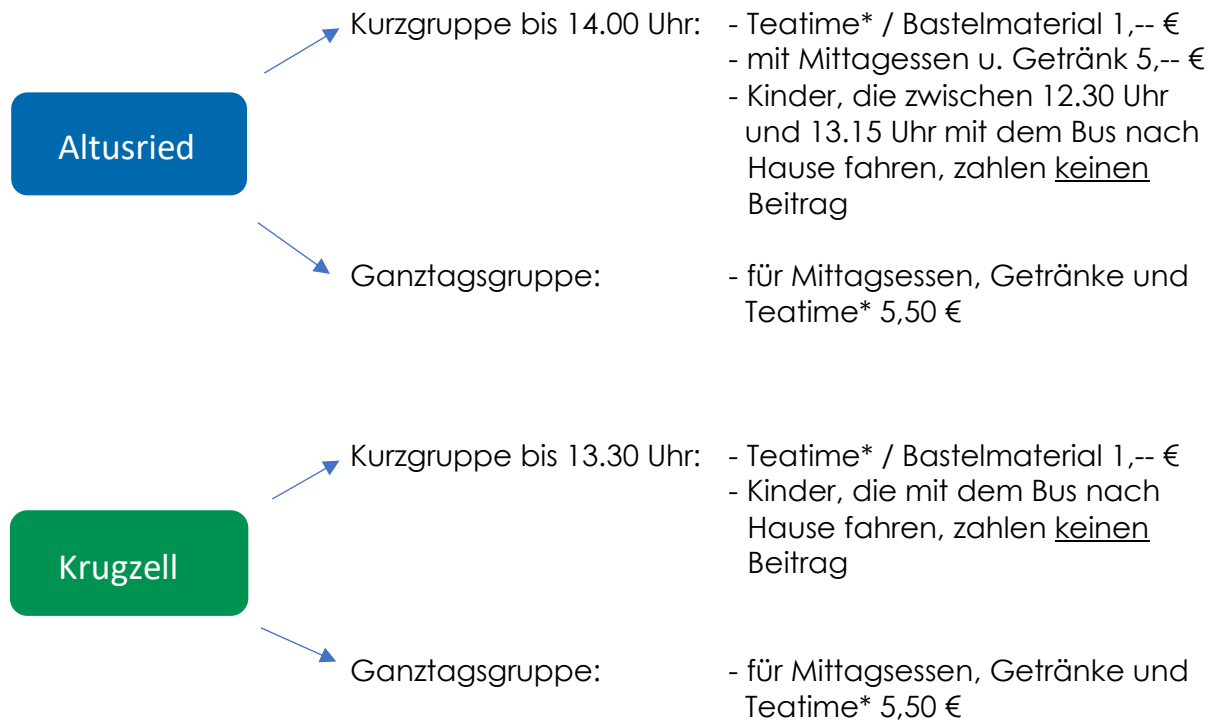 Kurzgruppe bis 14.00 Uhr: - Teatime* / Bastelmaterial 1,-- €
- mit Mittagessen u. Getränk 5,-- €
- Kinder, die zwischen 12.30 Uhr
und 13.15 Uhr mit dem Bus nach
Hause fahren, zahlen keinen
Beitrag
Altusried
Ganztagsgruppe: - für Mittagsessen, Getränke und
Teatime* 5,50 €
Kurzgruppe bis 13.30 Uhr: - Teatime* / Bastelmaterial 1,-- €
- Kinder, die mit dem Bus nach
Hause fahren, zahlen keinen
Beitrag
Krugzell
Ganztagsgruppe: - für Mittagsessen, Getränke und
Teatime* 5,50 €